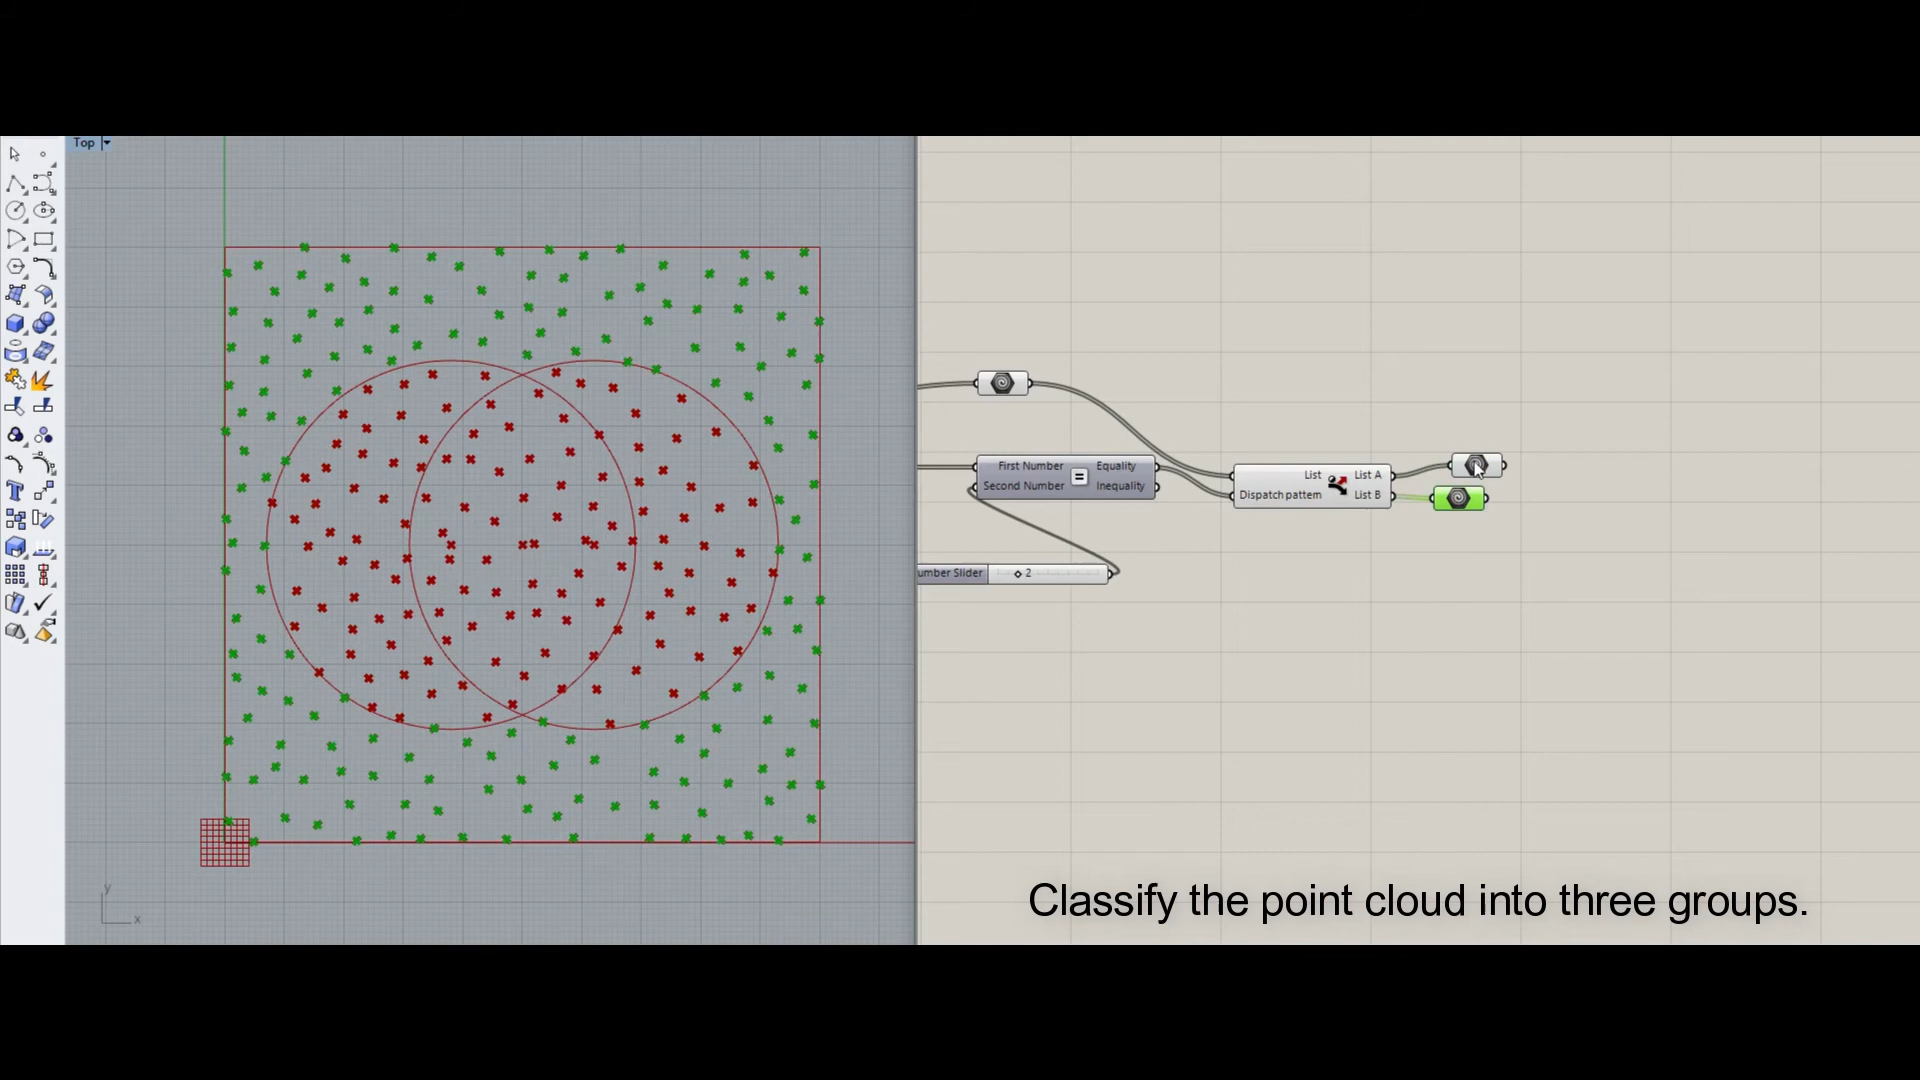 Top
First Number
Second Number
=
Equality
Inequality
List
Dispatch pattern
List A
List B
umber Slider
2
y
x
Classify the point cloud into three groups.